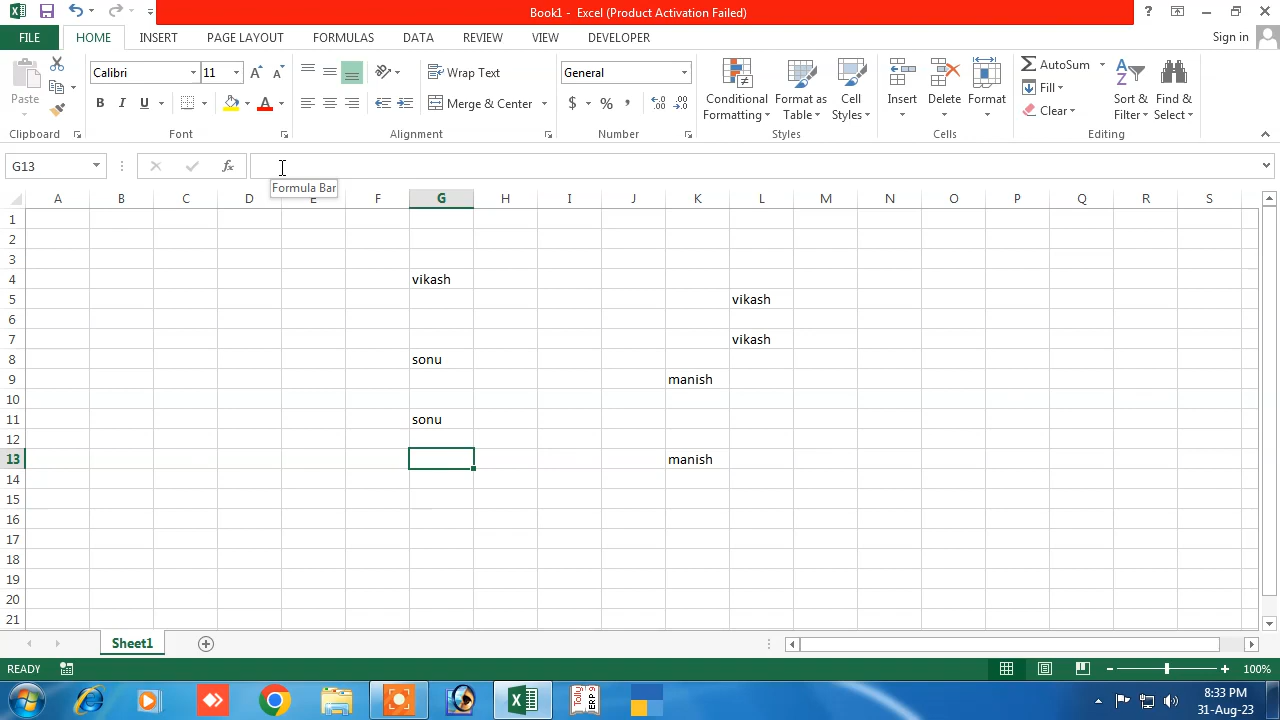 Book1 - Excel (Product Activation Failed)
FILE HOME INSERT PAGE LAYOUT FORMULAS DATA REVIEW VIEW DEVELOPER Sign in
Paste Calibri 11 Wrap Text General Conditional Formatting Format as Table Cell Styles Insert Delete Format AutoSum Sort & Filter Find & Select
B I U Merge & Center $ % , Fill
Clear
Clipboard Font Alignment Number Styles Cells Editing
G13 fx
Formula Bar
A B C D E F G H I J K L M N O P Q R S
1
2
3
4 vikash
5 vikash
6
7 vikash
8 sonu
9 manish
10
11 sonu
12
13 manish
14
15
16
17
18
19
20
21
Sheet1
READY 100%
Tally ERP 9 8:33 PM
31-Aug-23